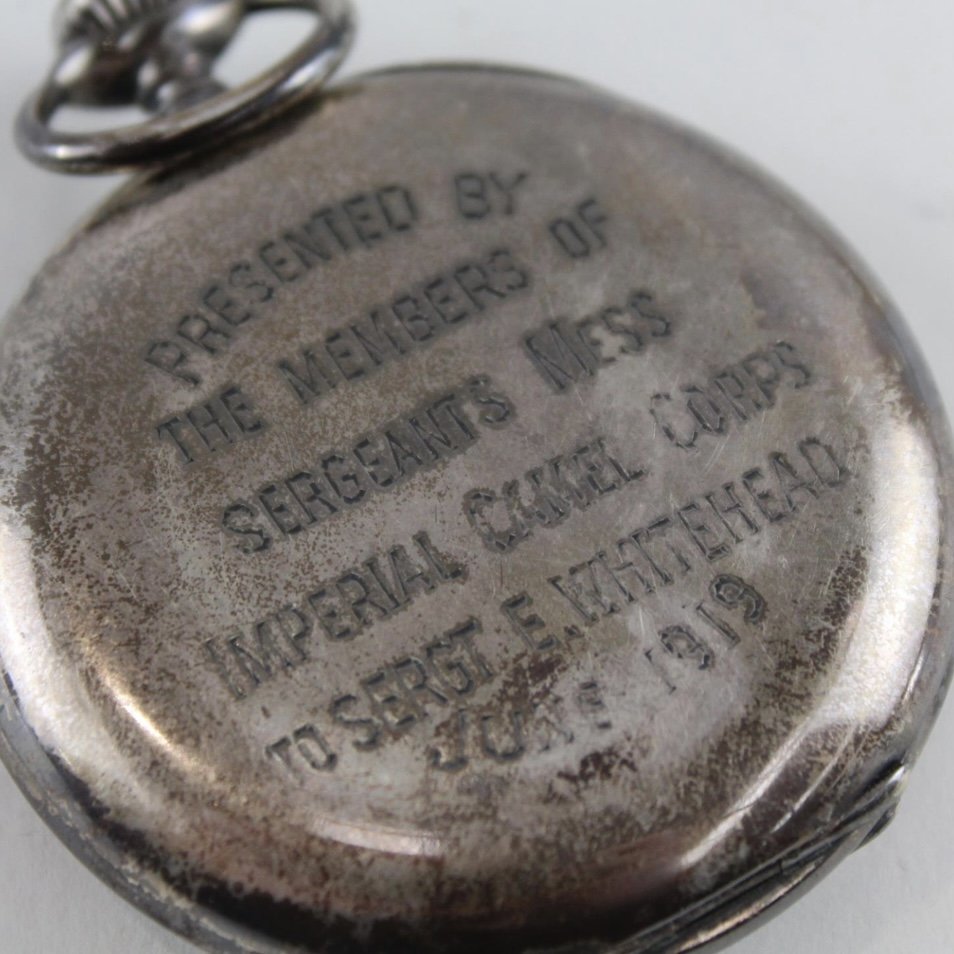 PRESENTED BY
THE MEMBERS OF
SERGEANTS MESS
IMPERIAL CAMEL CORPS
TO SERGT E. WHITEHEAD
JUNE 1919